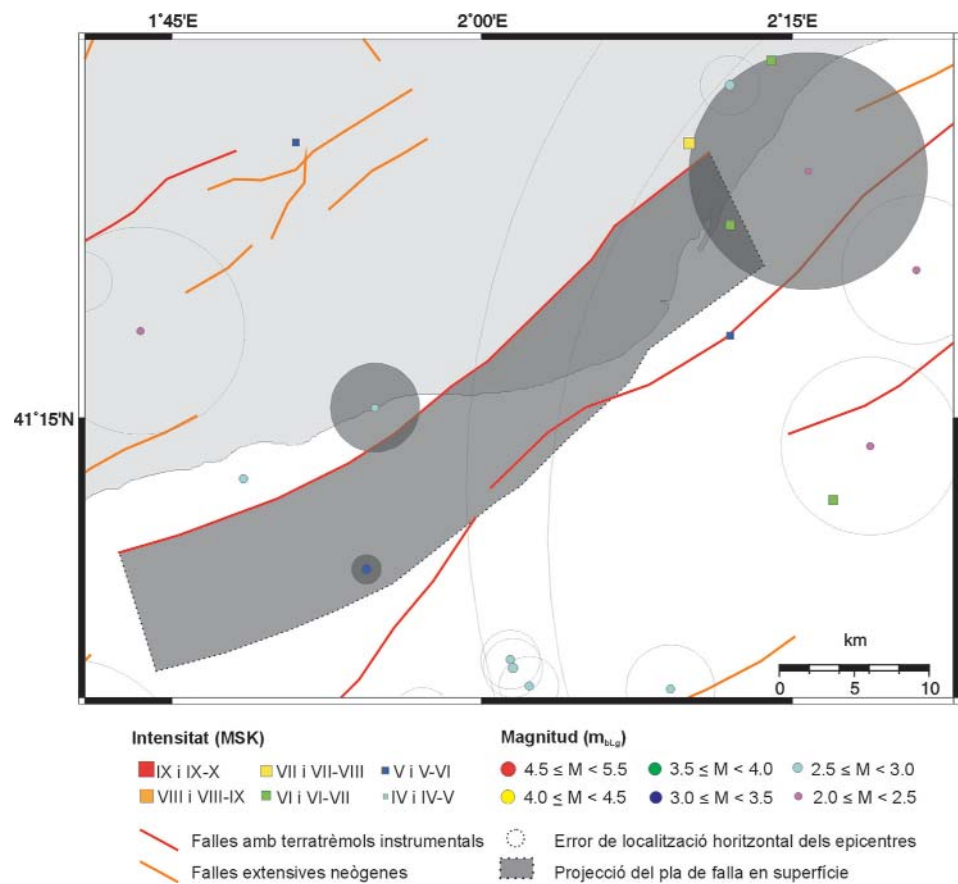 1˚45'E 2˚00'E 2˚15'E
41˚15'N
km
0 5 10
Intensitat (MSK)
IX i IX-X VII i VII-VIII V i V-VI
VIII i VIII-IX VI i VI-VII IV i IV-V
Magnitud (mbLg)
4.5 ≤ M < 5.5 3.5 ≤ M < 4.0 2.5 ≤ M < 3.0
4.0 ≤ M < 4.5 3.0 ≤ M < 3.5 2.0 ≤ M < 2.5
Falles amb terratrèmols instrumentals
Falles extensives neògenes
Error de localització horitzontal dels epicentres
Projecció del pla de falla en superfície